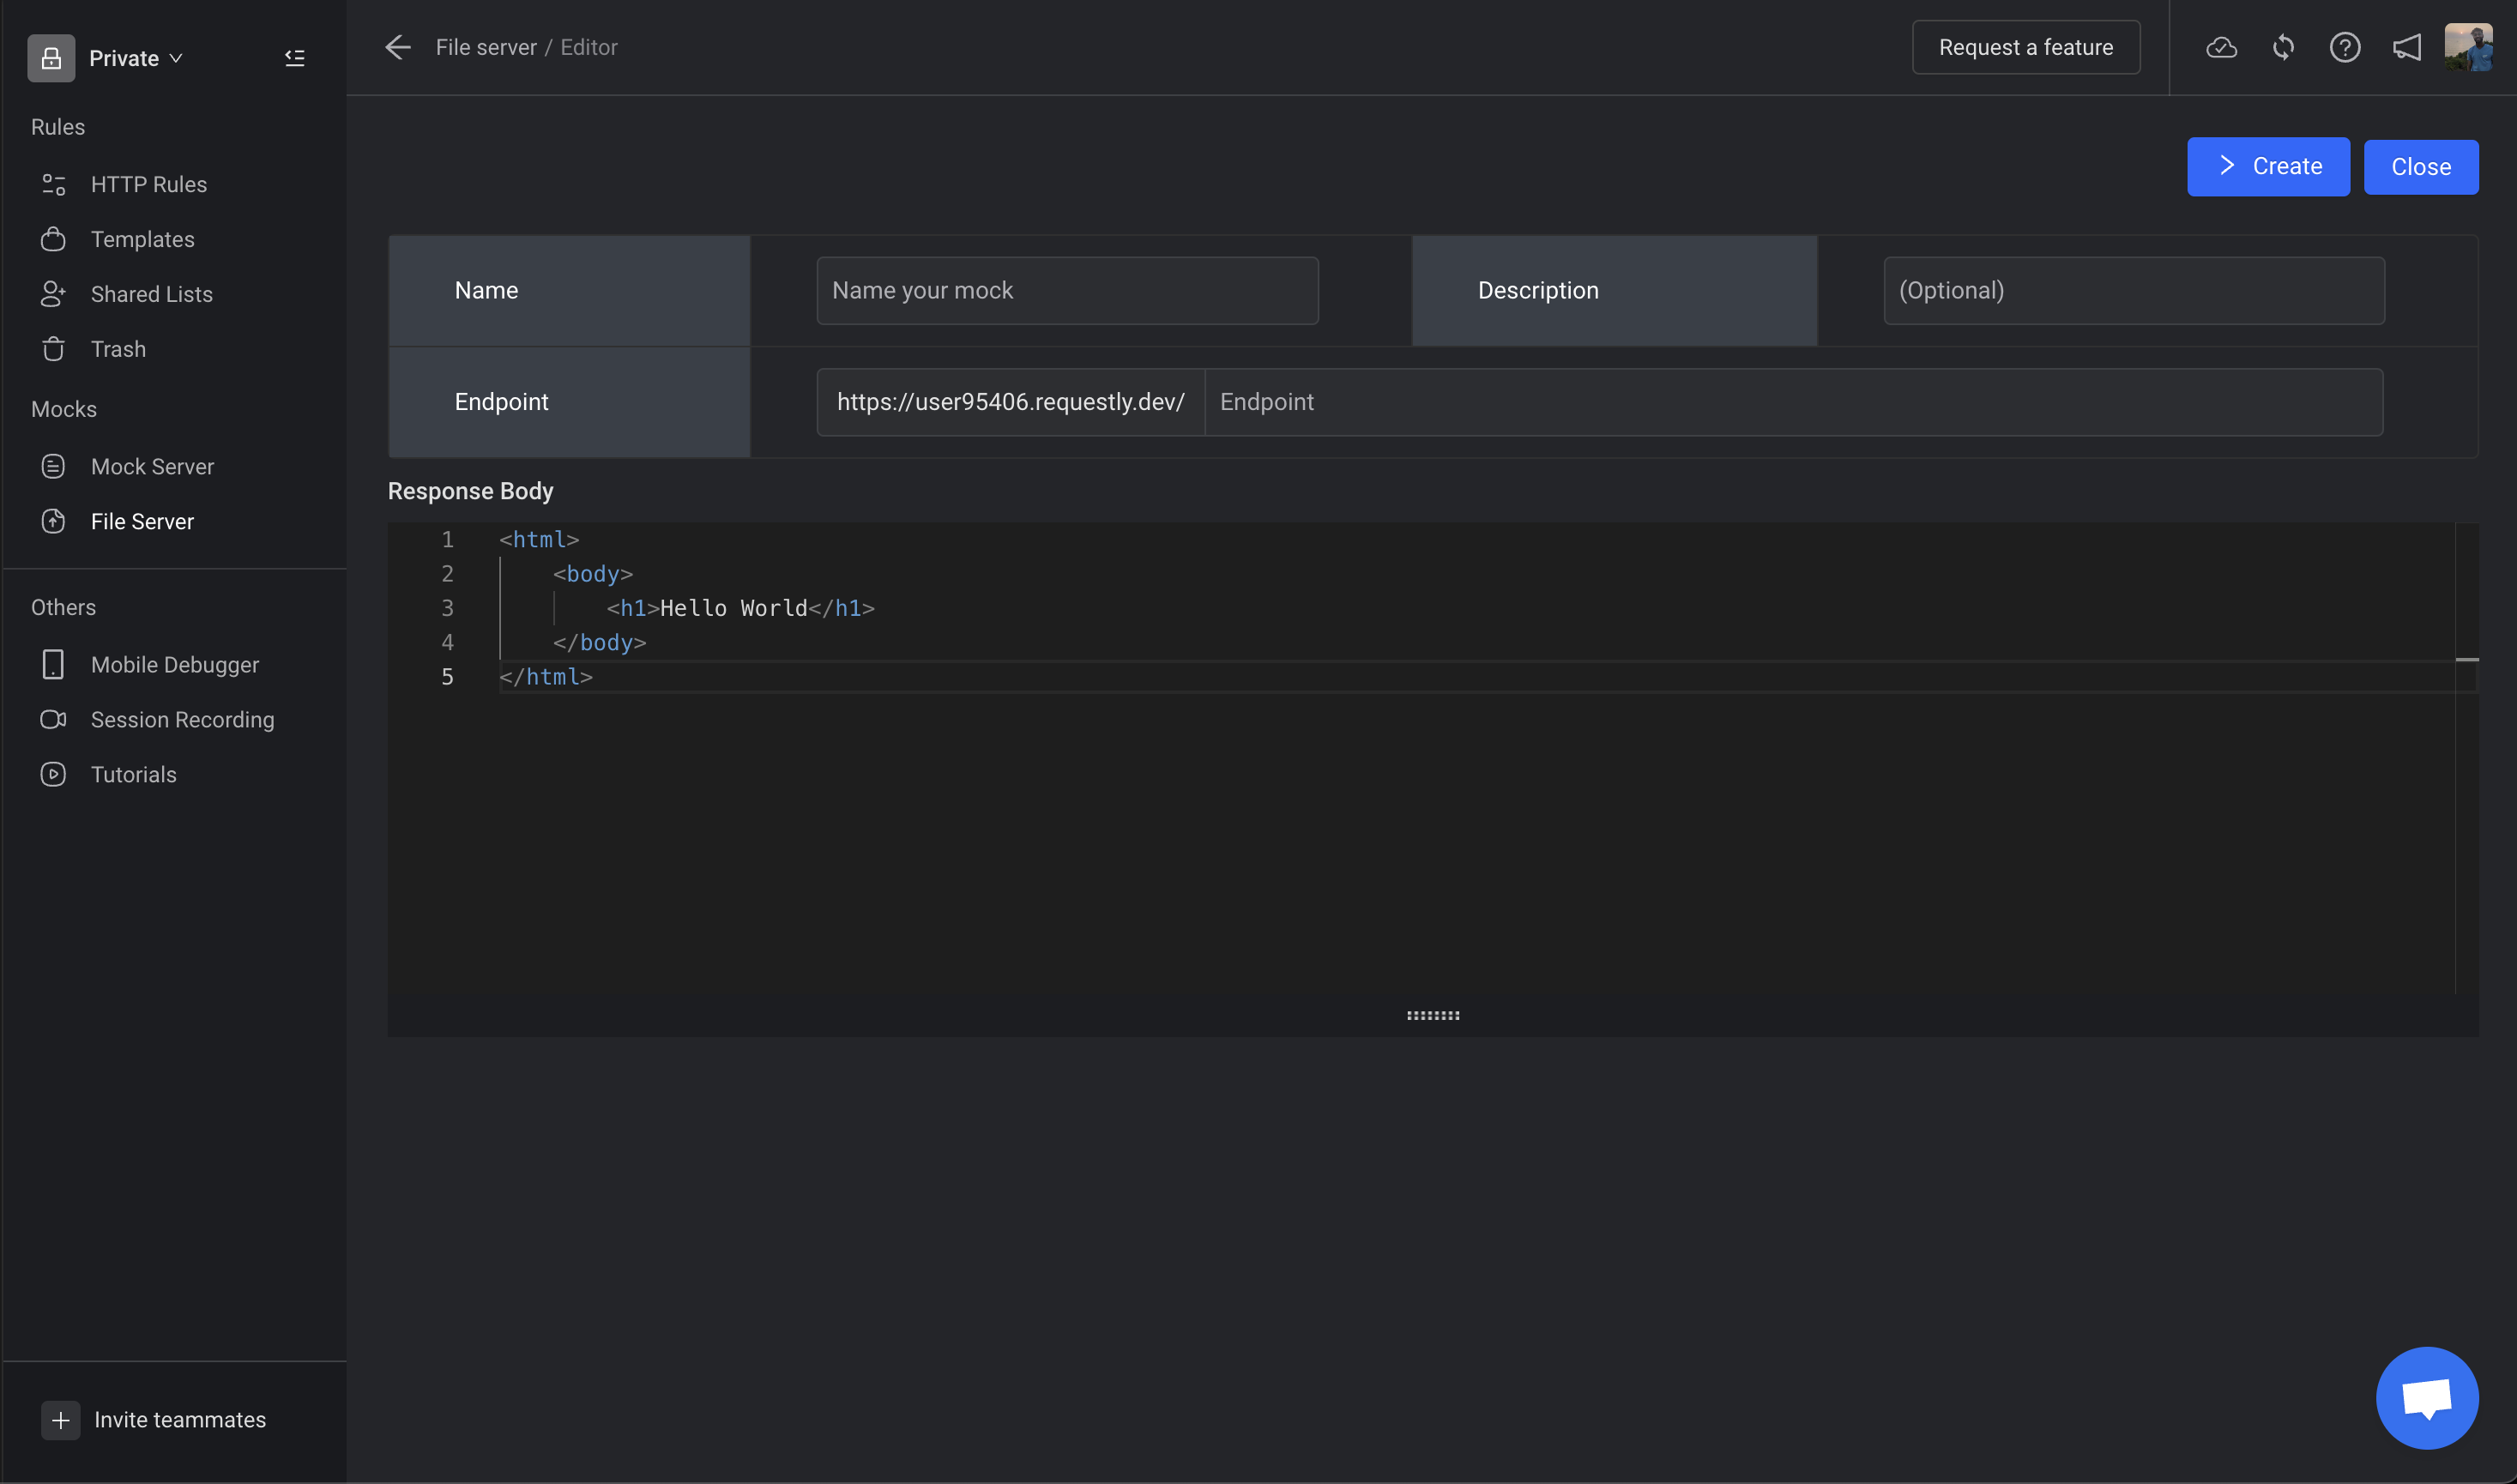 Private
Rules
HTTP Rules
Templates
Shared Lists
Trash
Mocks
Mock Server
File Server
Others
Mobile Debugger
Session Recording
Tutorials
Invite teammates
File server / Editor
Request a feature
Create
Close
Name
Name your mock
Description
(Optional)
Endpoint
https://user95406.requestly.dev/ Endpoint
Response Body
1 <html>
2 <body>
3 <h1>Hello World</h1>
4 </body>
5 </html>